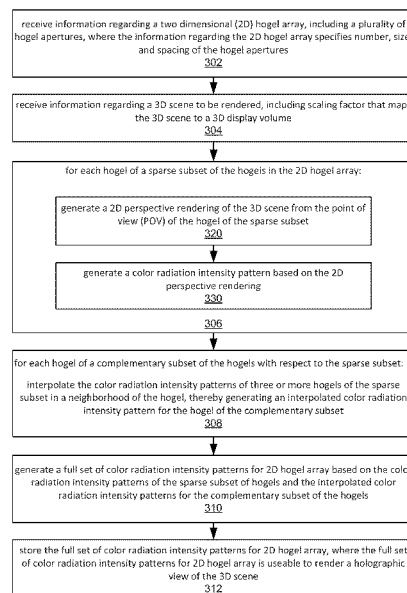 receive information regarding a two dimensional (2D) hogel array, including a plurality of
hogel apertures, where the information regarding the 2D hogel array specifies number, size
and spacing of the hogel apertures
302
receive information regarding a 3D scene to be rendered, including scaling factor that map
the 3D scene to a 3D display volume
304
for each hogel of a sparse subset of the hogels in the 2D hogel array:
generate a 2D perspective rendering of the 3D scene from the point of
view (POV) of the hogel of the sparse subset
320
generate a color radiation intensity pattern based on the 2D
perspective rendering
330
306
for each hogel of a complementary subset of the hogels with respect to the sparse subset:
interpolate the color radiation intensity patterns of three or more hogels of the sparse
subset in a neighborhood of the hogel, thereby generating an interpolated color radiation
intensity pattern for the hogel of the complementary subset
308
generate a full set of color radiation intensity patterns for 2D hogel array based on the colo
radiation intensity patterns of the sparse subset of hogels and the interpolated color
radiation intensity patterns for the complementary subset of the hogels
310
store the full set of color radiation intensity patterns for 2D hogel array, where the full set
of color radiation intensity patterns for 2D hogel array is useable to render a holographic
view of the 3D scene
312